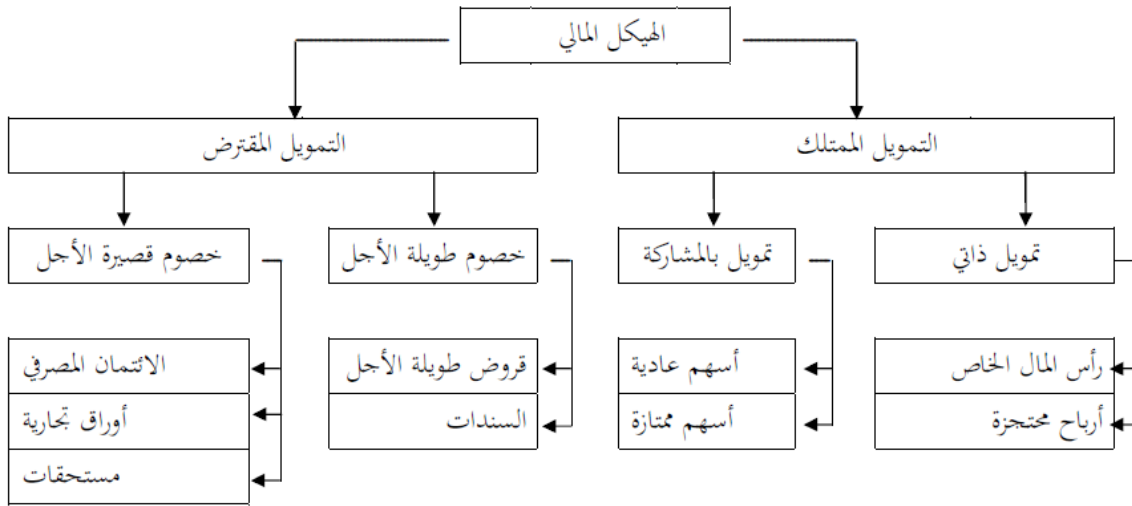 الهيكل المالي
التمويل الممتلك
التمويل المقترض
تمويل ذاتي
تمويل بالمشاركة
خصوم طويلة الأجل
خصوم قصيرة الأجل
رأس المال الخاص
أرباح محتجزة
أسهم عادية
أسهم ممتازة
قروض طويلة الأجل
السندات
الائتمان المصرفي
أوراق تجارية
مستحقات